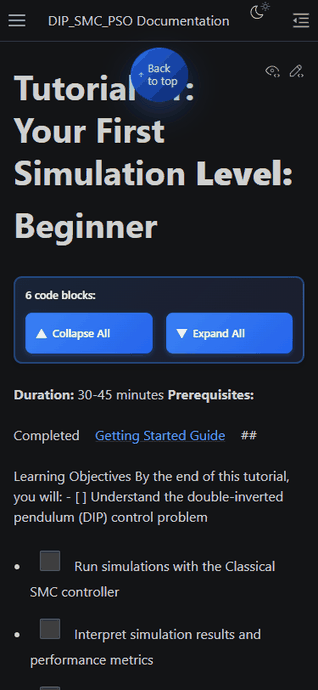 DIP_SMC_PSO Documentation
Back
to top
Tutorial
Your First
Simulation Level:
Beginner
6 code blocks:
Collapse All
Expand All
Duration: 30-45 minutes Prerequisites:
Completed Getting Started Guide ##
Learning Objectives By the end of this tutorial,
you will: - [ ] Understand the double-inverted
pendulum (DIP) control problem
Run simulations with the Classical
SMC controller
Interpret simulation results and
performance metrics